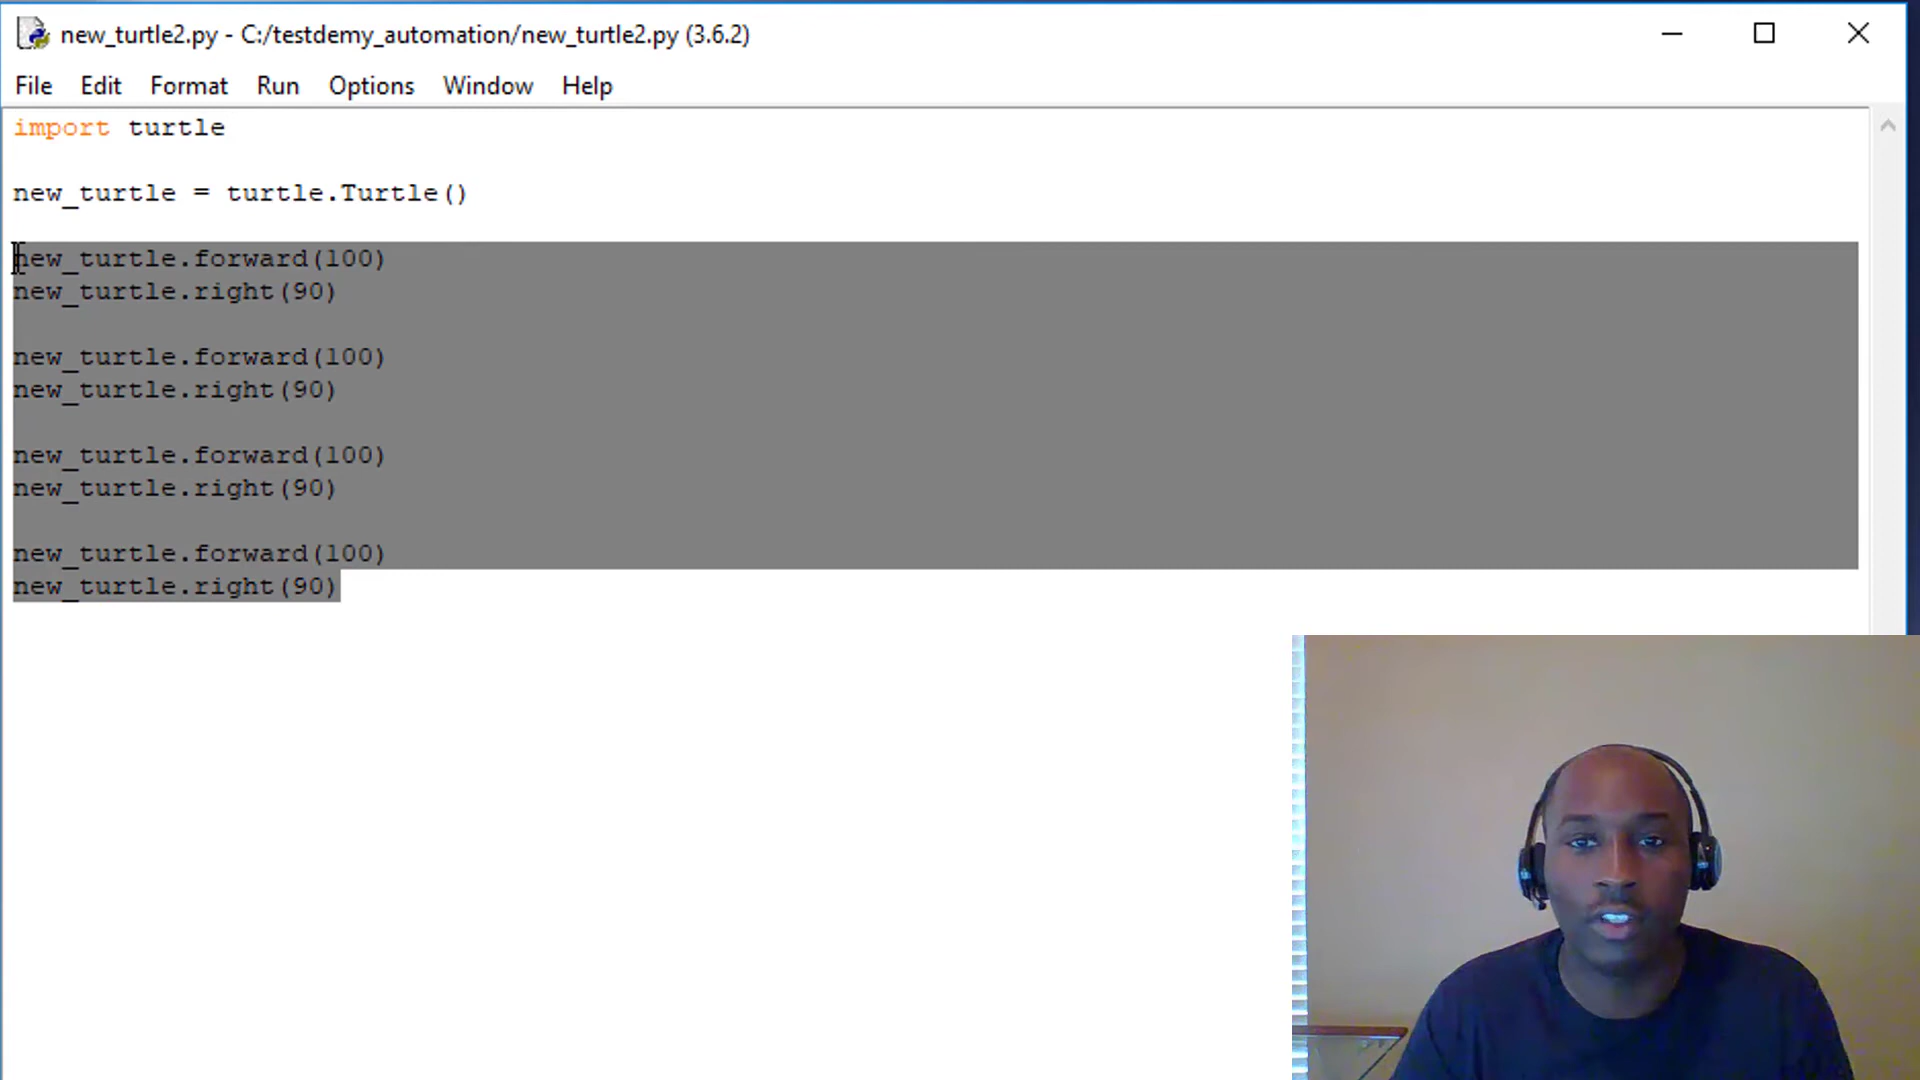 new_turtle2.py - C:/testdemy_automation/new_turtle2.py (3.6.2)
File Edit Format Run Options Window Help
import turtle
new_turtle = turtle.Turtle()
new_turtle.forward(100)
new_turtle.right(90)
new_turtle.forward(100)
new_turtle.right(90)
new_turtle.forward(100)
new_turtle.right(90)
new_turtle.forward(100)
new_turtle.right(90)